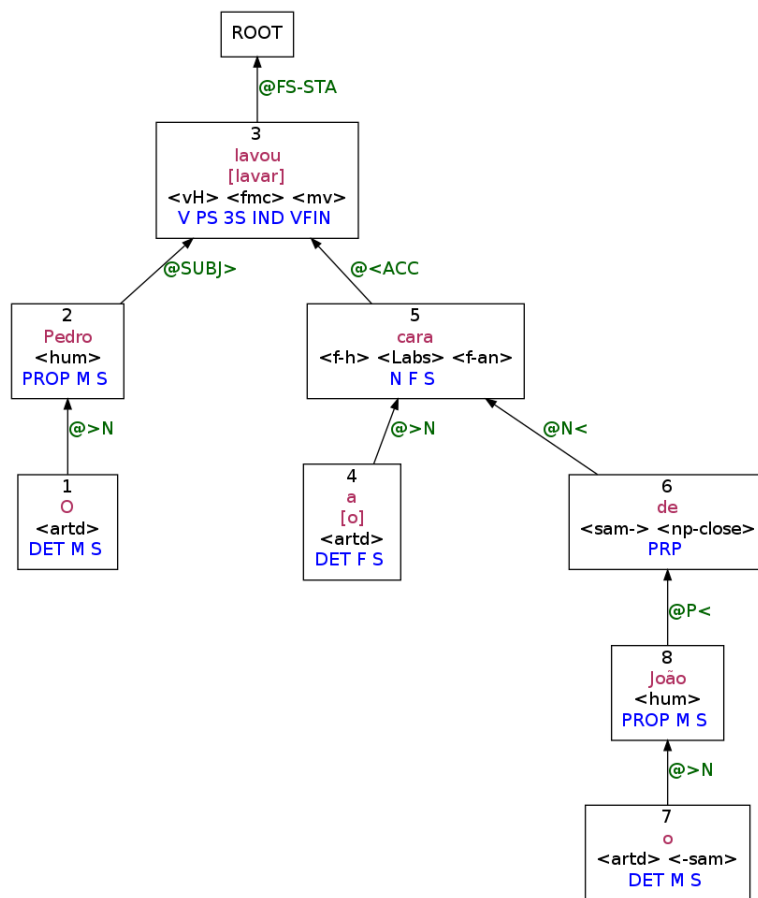 ROOT
@FS-STA
3
lavou
[lavar]
<vH> <fmc> <mv>
V PS 3S IND VFIN
@SUBJ>
@<ACC
2
Pedro
<hum>
PROP M S
5
cara
<f-h> <Labs> <f-an>
N F S
@>N
@>N
@N<
1
O
<artd>
DET M S
4
a
[o]
<artd>
DET F S
6
de
<sam-> <np-close>
PRP
@P<
8
João
<hum>
PROP M S
@>N
7
o
<artd> <-sam>
DET M S